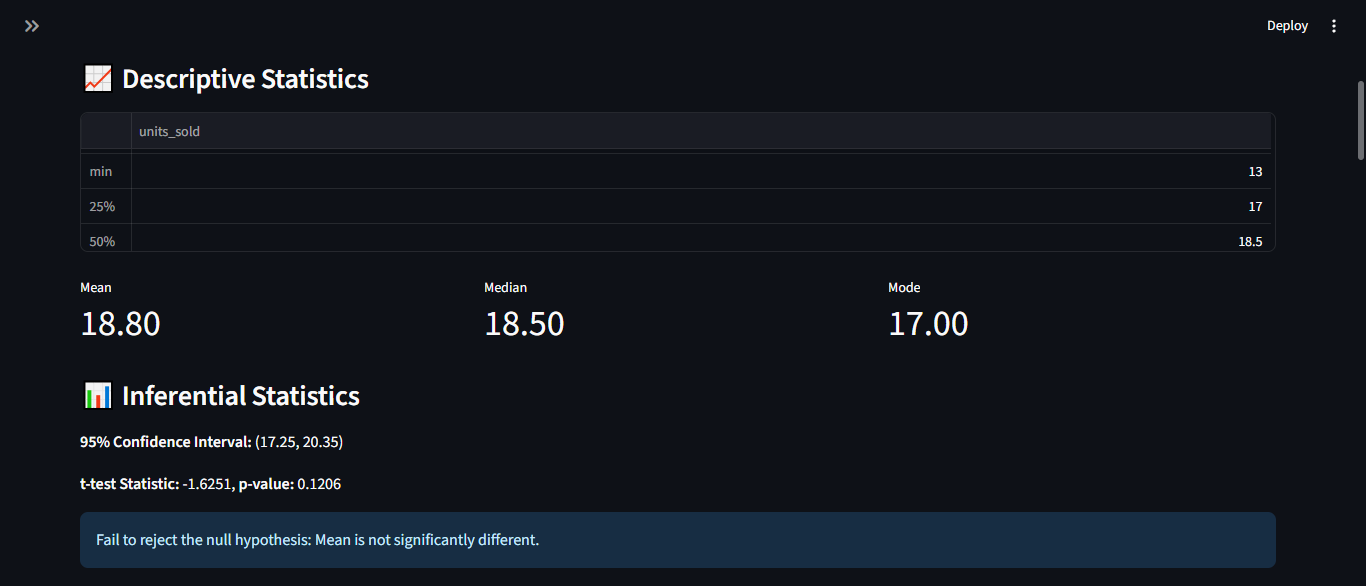 Deploy
Descriptive Statistics
units_sold
min 13
25% 17
50% 18.5
Mean Median Mode
18.80 18.50 17.00
Inferential Statistics
95% Confidence Interval: (17.25, 20.35)
t-test Statistic: -1.6251, p-value: 0.1206
Fail to reject the null hypothesis: Mean is not significantly different.